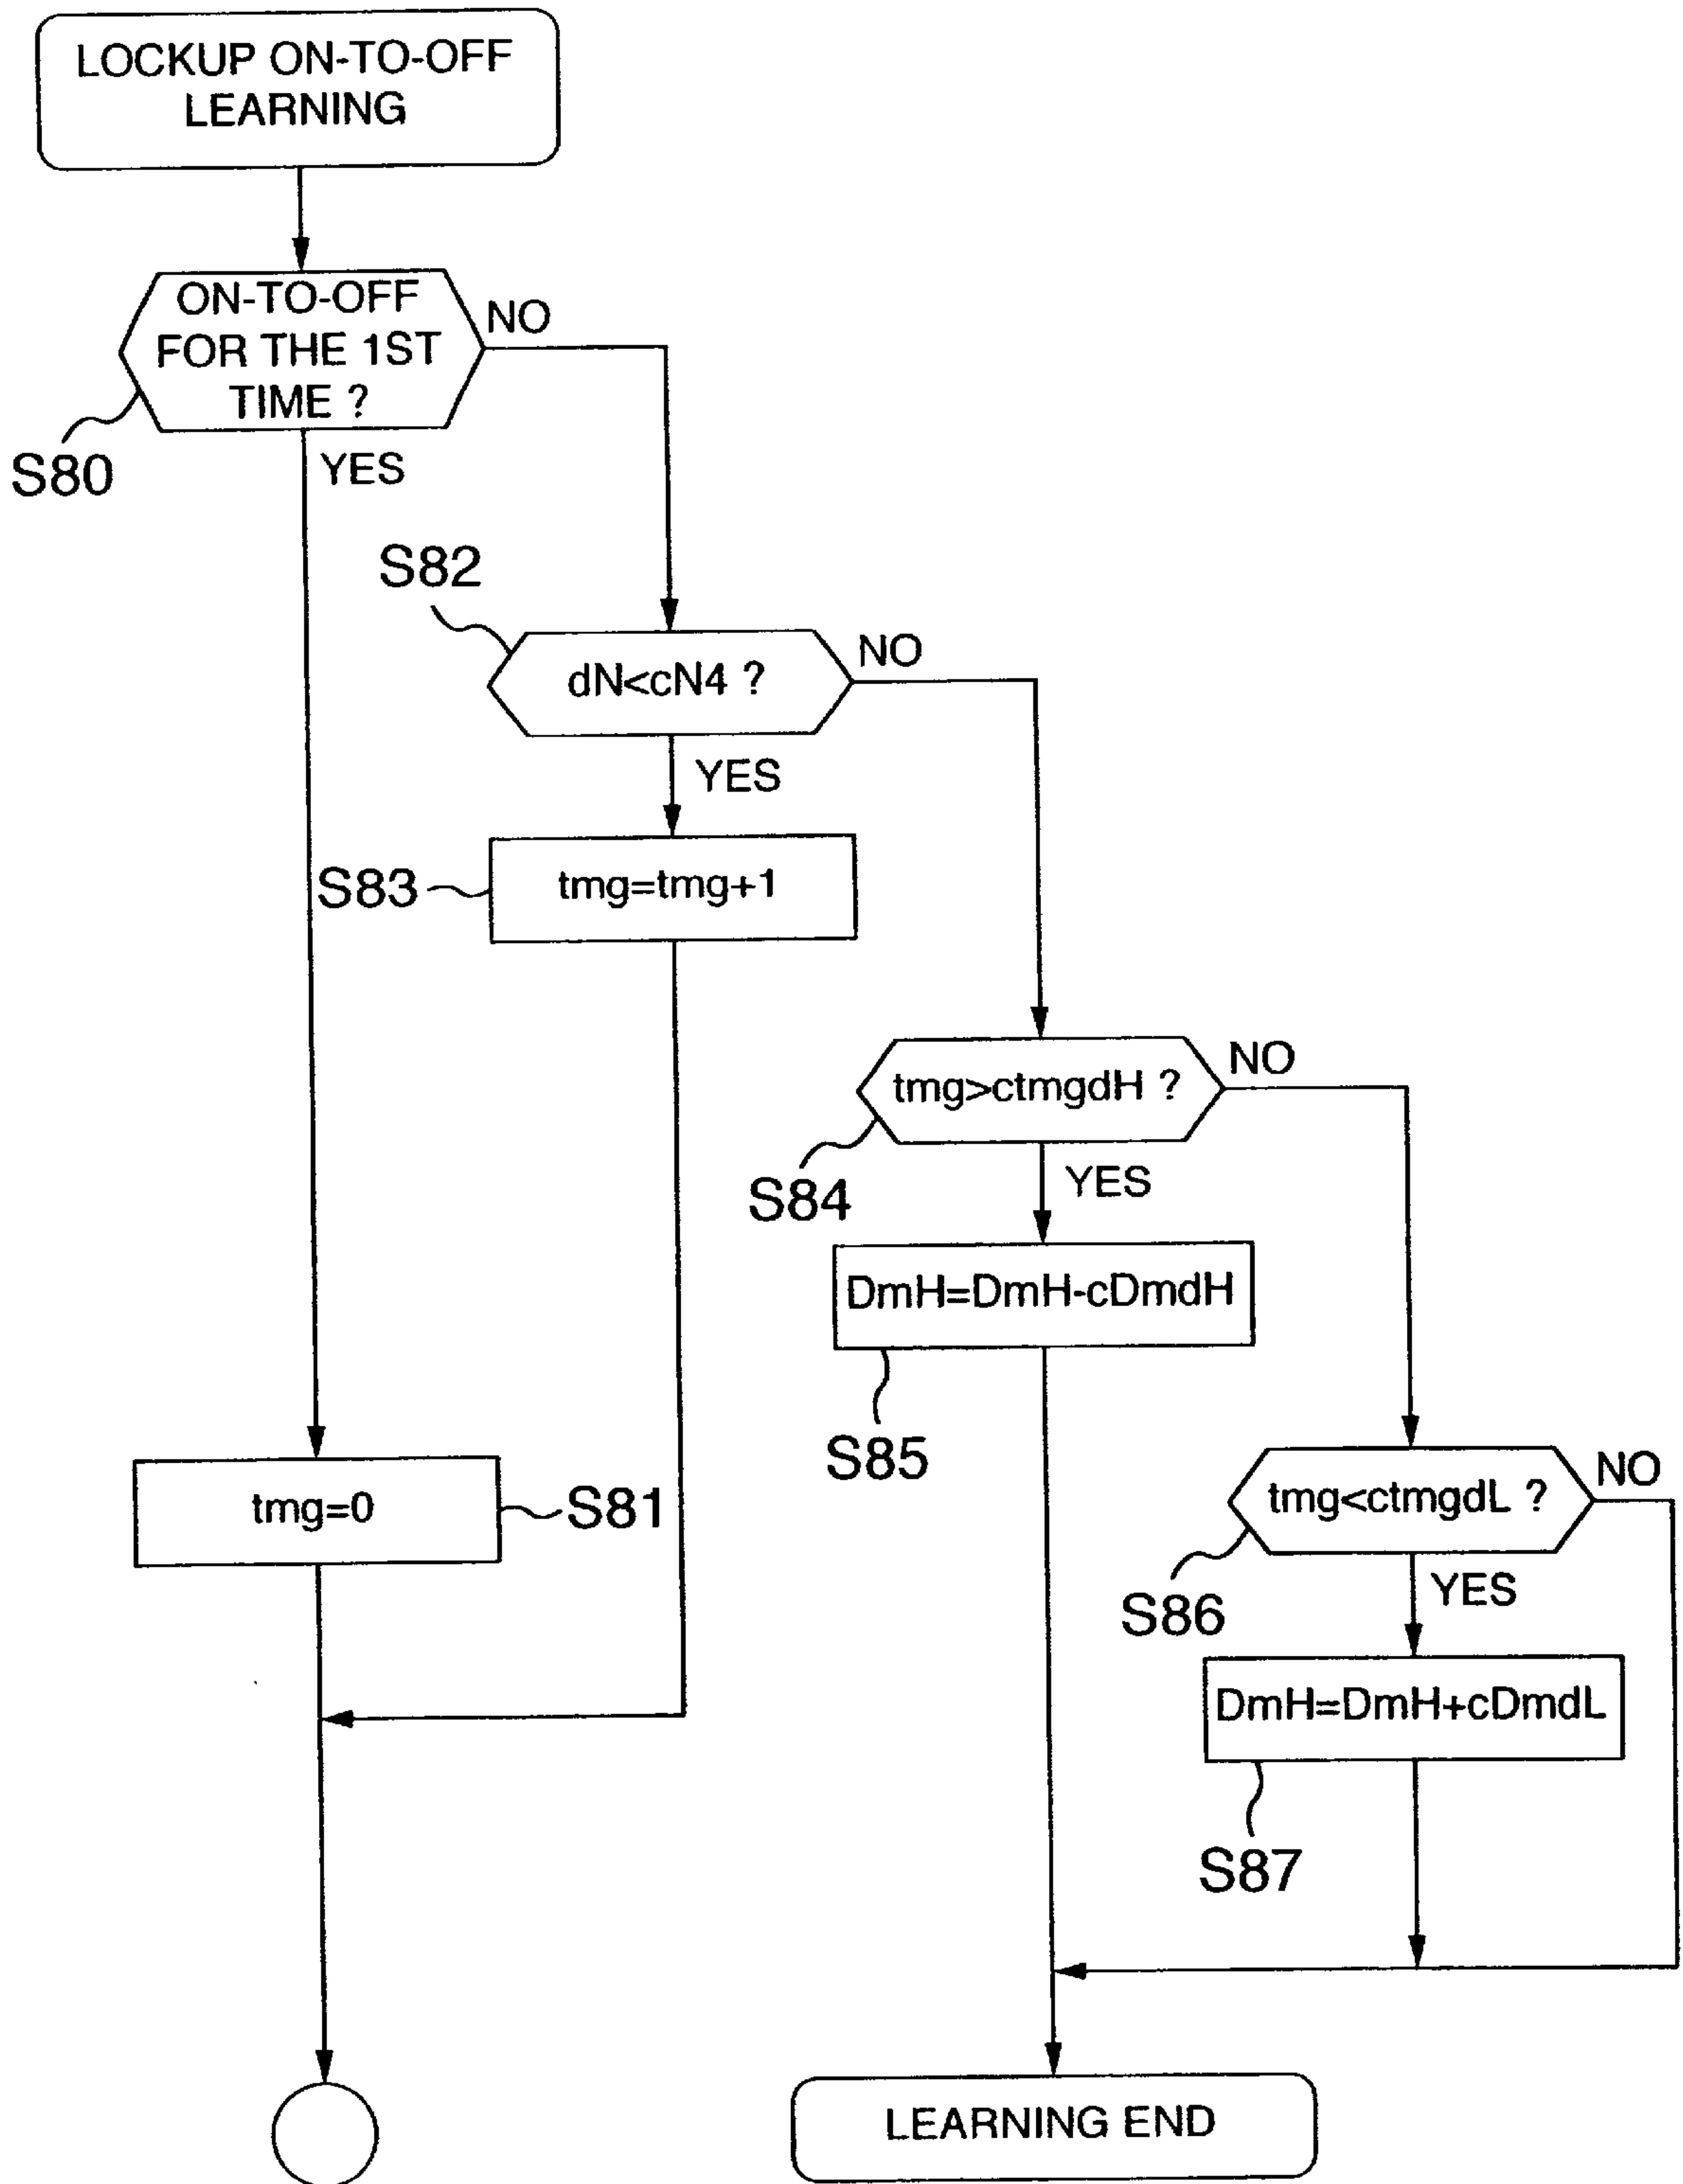 LOCKUP ON-TO-OFF
LEARNING
ON-TO-OFF
FOR THE 1ST
TIME ?
NO
S80
YES
S82
dN<cN4 ?
NO
YES
S83
tmg=tmg+1
tmg>ctmgdH ?
NO
S84
YES
DmH=DmH-cDmdH
S85
tmg=0
S81
tmg<ctmgdL ?
NO
S86
YES
DmH=DmH+cDmdL
S87
LEARNING END